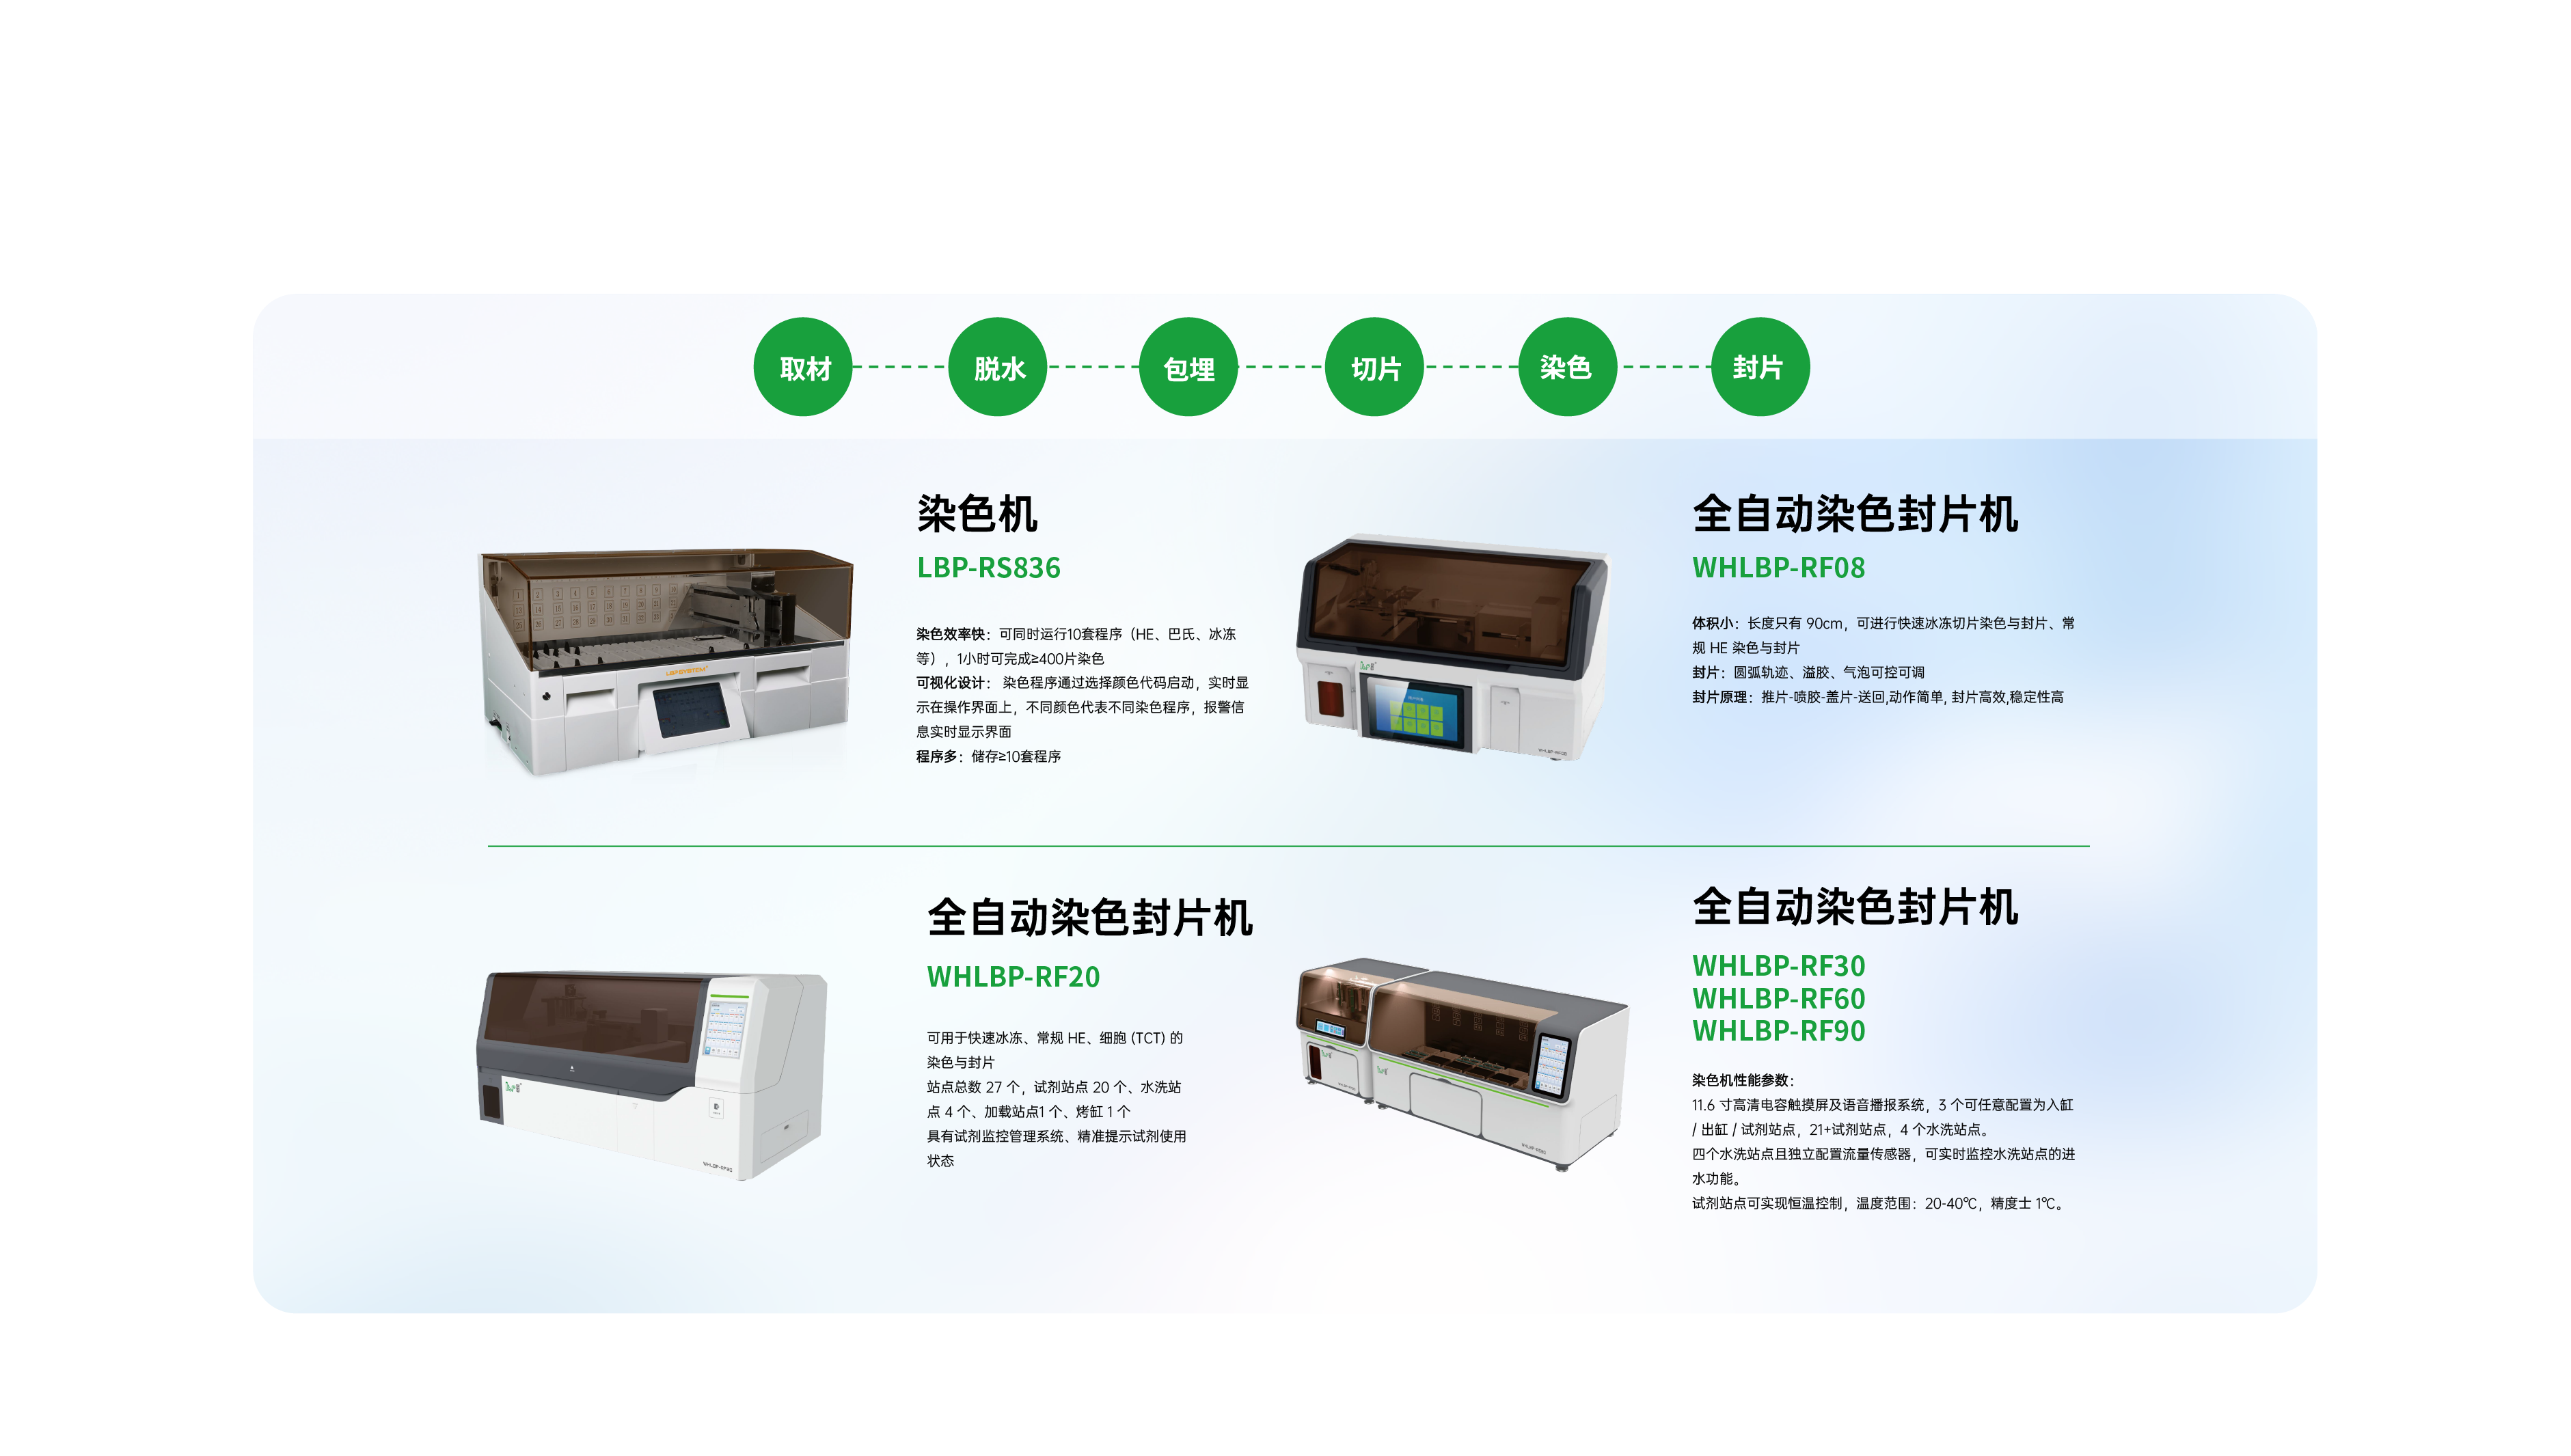 取材
脱水
包埋
切片
染色
封片
染色机
LBP-RS836
染色效率快：可同时运行10套程序（HE、巴氏、冰冻
等），1小时可完成≥400片染色
可视化设计： 染色程序通过选择颜色代码启动，实时显
示在操作界面上，不同颜色代表不同染色程序，报警信
息实时显示界面
程序多：储存≥10套程序
全自动染色封片机
WHLBP-RF08
体积小：长度只有 90cm，可进行快速冰冻切片染色与封片、常
规 HE 染色与封片
封片：圆弧轨迹、溢胶、气泡可控可调
封片原理：推片-喷胶-盖片-送回,动作简单, 封片高效,稳定性高
LBP·SYSTEM
WHLBP-RF08
全自动染色封片机
WHLBP-RF20
可用于快速冰冻、常规 HE、细胞 (TCT) 的
染色与封片
站点总数 27 个，试剂站点 20 个、水洗站
点 4 个、加载站点1 个、烤缸 1 个
具有试剂监控管理系统、精准提示试剂使用
状态
WHLBP-RF20
全自动染色封片机
WHLBP-RF30
WHLBP-RF60
WHLBP-RF90
染色机性能参数：
11.6 寸高清电容触摸屏及语音播报系统，3 个可任意配置为入缸
/ 出缸 / 试剂站点，21+试剂站点，4 个水洗站点。
四个水洗站点且独立配置流量传感器，可实时监控水洗站点的进
水功能。
试剂站点可实现恒温控制，温度范围：20-40℃，精度士 1℃。